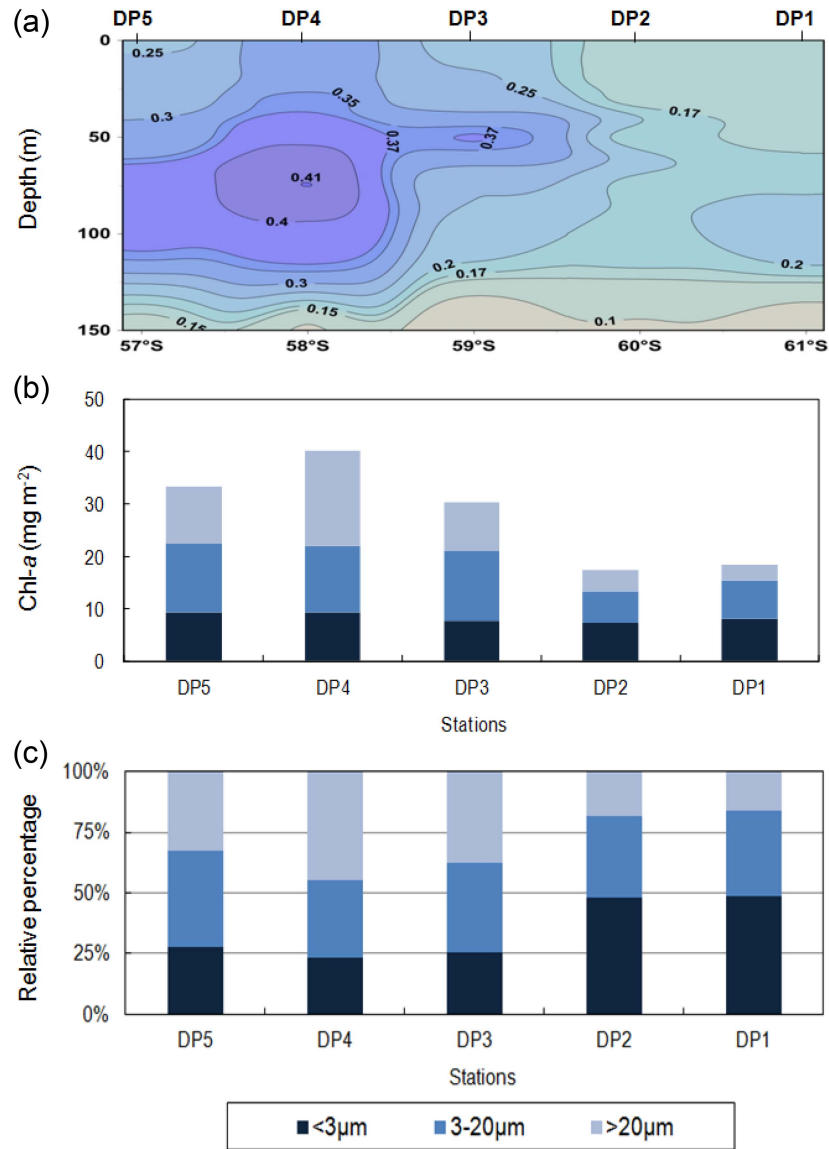 (a)
DP5 DP4 DP3 DP2 DP1
0
50
100
150
Depth (m)
0.25
0.3
0.35
0.37
0.41
0.4
0.3
0.15
0.15
0.25
0.37
0.2
0.17
0.17
0.2
0.1
57°S 58°S 59°S 60°S 61°S
(b)
Chl-a (mg m-2)
50
40
30
20
10
0
DP5 DP4 DP3 DP2 DP1
Stations
(c)
Relative percentage
100%
75%
50%
25%
0%
DP5 DP4 DP3 DP2 DP1
Stations
<3µm 3-20µm >20µm